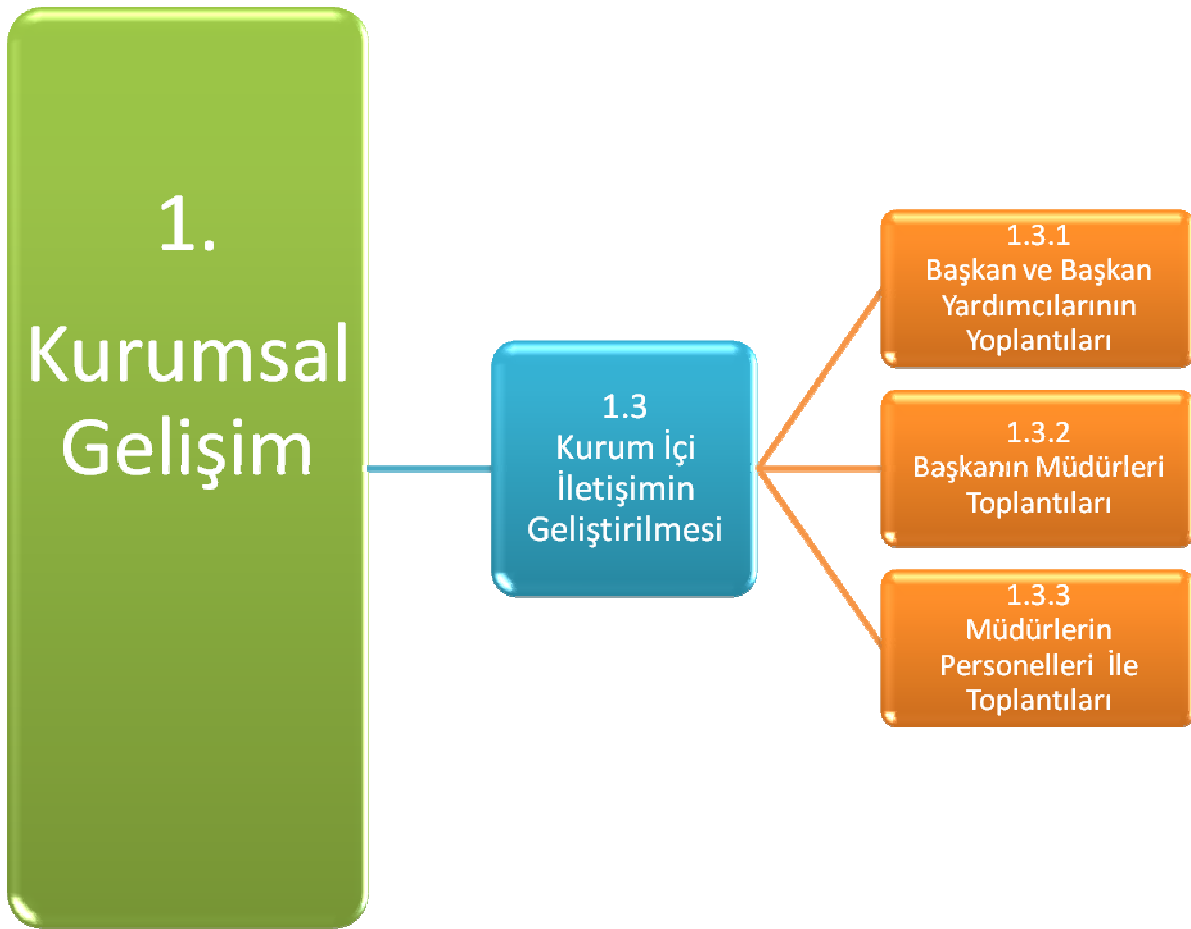 1.
Kurumsal
Gelişim
1.3
Kurum İçi
İletişimin
Geliştirilmesi
1.3.1
Başkan ve Başkan
Yardımcılarının
Yoplantıları
1.3.2
Başkanın Müdürleri
Toplantıları
1.3.3
Müdürlerin
Personelleri  İle
Toplantıları